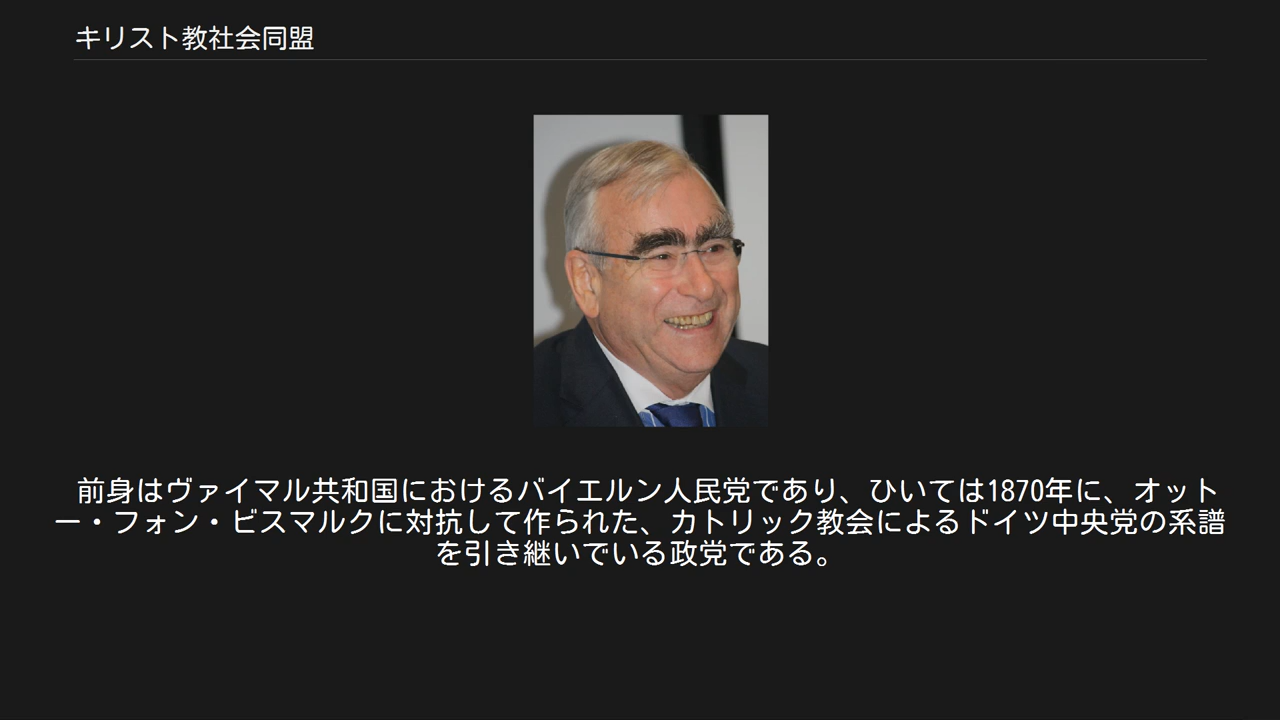 キリスト教社会同盟
前身はヴァイマル共和国におけるバイエルン人民党であり、ひいては1870年に、オット
ー・フォン・ビスマルクに対抗して作られた、カトリック教会によるドイツ中央党の系譜
を引き継いでいる政党である。